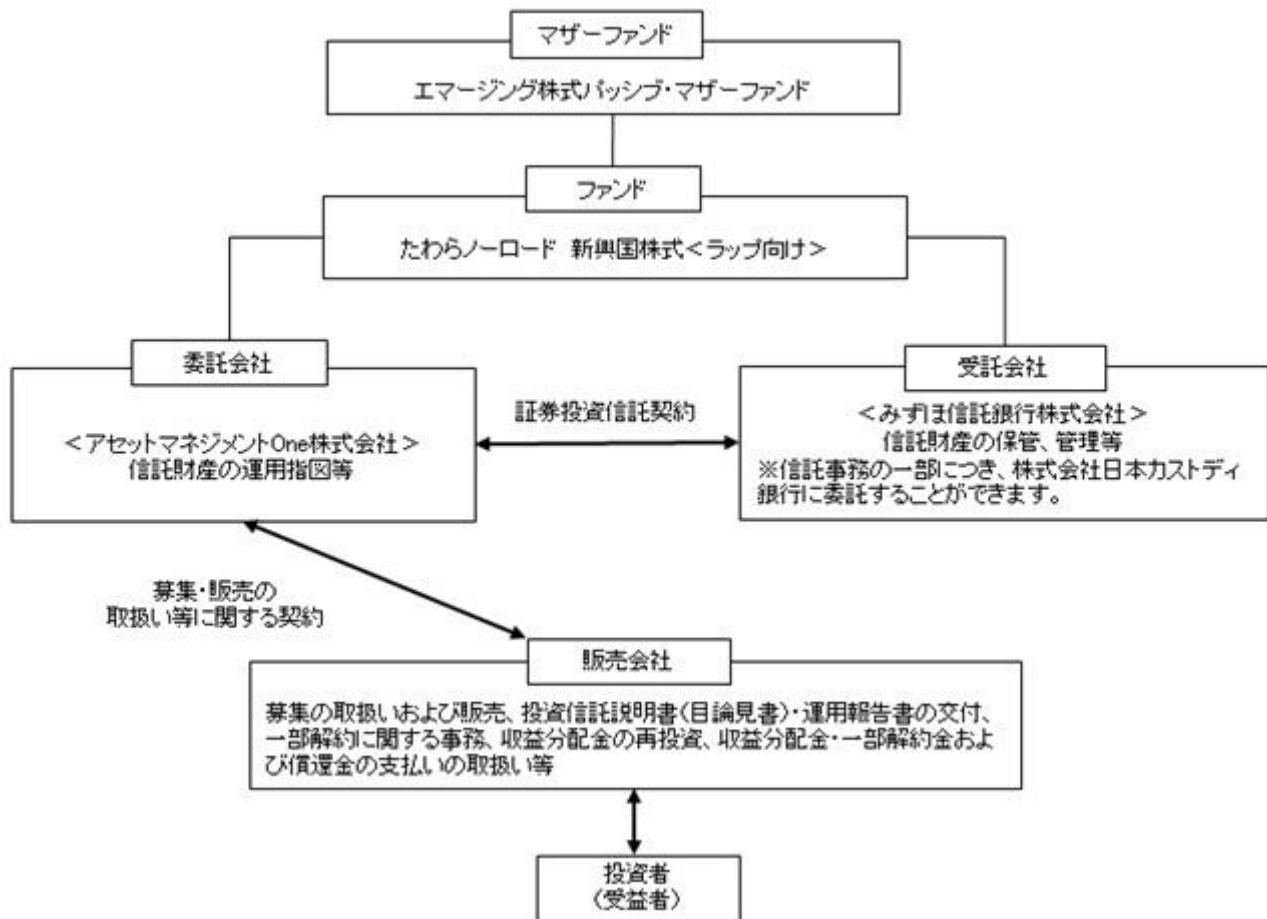 マザーファンド
エマージング株式パッシブ・マザーファンド
ファンド
たわらノーロード 新興国株式<ラップ向け>
委託会社
<アセットマネジメントOne株式会社>
信託財産の運用指図等
証券投資信託契約
受託会社
<みずほ信託銀行株式会社>
信託財産の保管、管理等
※信託事務の一部につき、株式会社日本カストディ
銀行に委託することができます。
募集・販売の
取扱い等に関する契約
販売会社
募集の取扱いおよび販売、投資信託説明書(目論見書)・運用報告書の交付、
一部解約に関する事務、収益分配金の再投資、収益分配金・一部解約金およ
び償還金の支払いの取扱い等
投資者
(受益者)